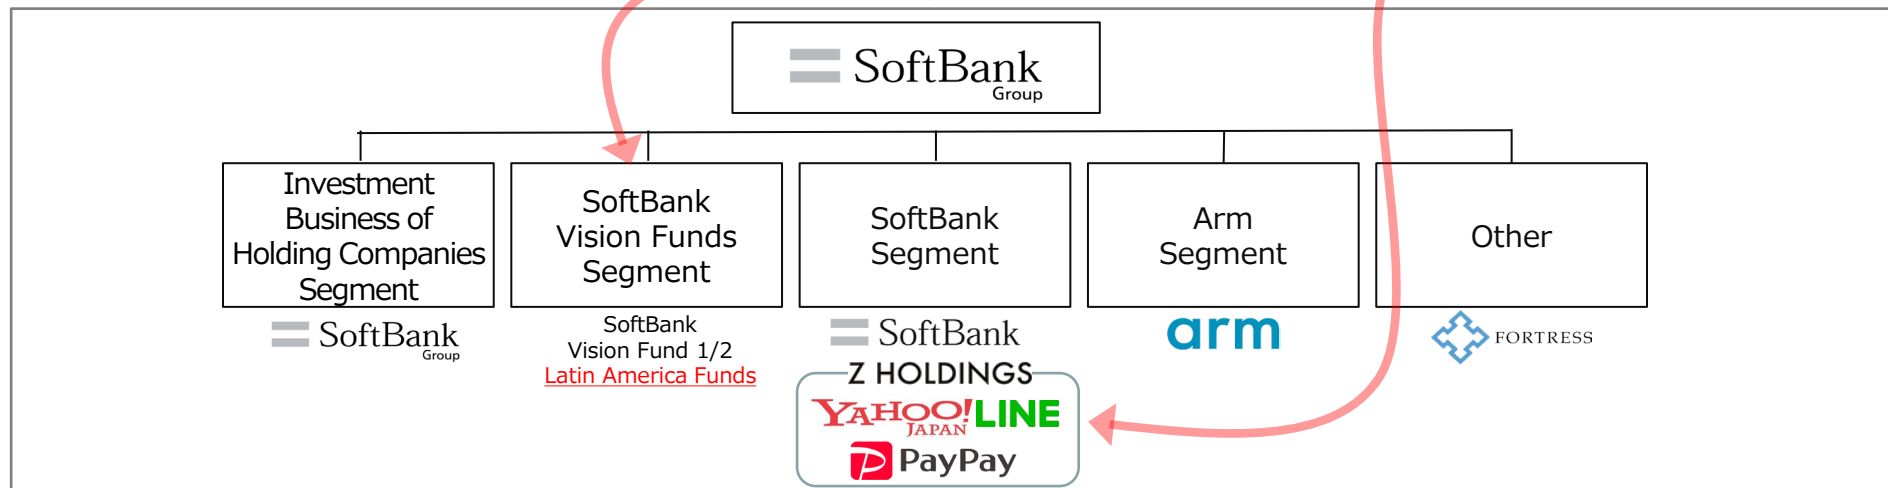 SoftBank
Group
Investment
Business of
Holding Companies
Segment
SoftBank
Vision Funds
Segment
SoftBank
Segment
Arm
Segment
Other
SoftBank
Group
SoftBank
Vision Fund 1/2
Latin America Funds
SoftBank
Z HOLDINGS
YAHOO!
JAPAN
LINE
PayPay
arm
FORTRESS